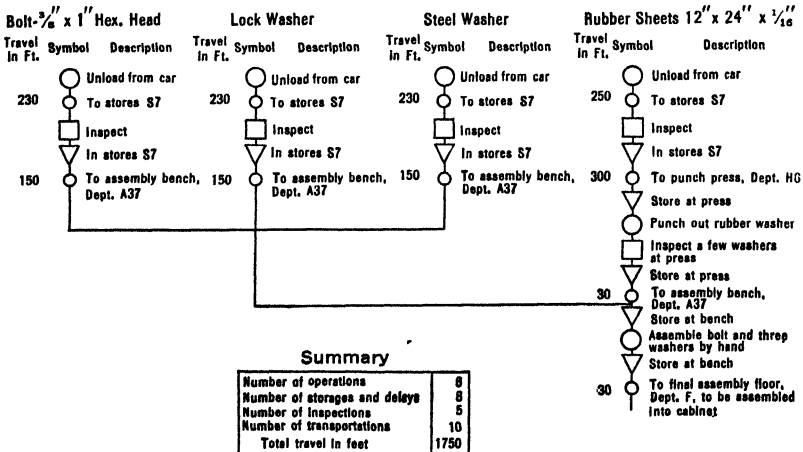 Bolt-3/8" x 1" Hex. Head
Travel in Ft. Symbol Description
Unload from car
230 To stores S7
Inspect
In stores S7
150 To assembly bench,
Dept. A37
Lock Washer
Travel in Ft. Symbol Description
Unload from car
230 To stores S7
Inspect
In stores S7
150 To assembly bench,
Dept. A37
Steel Washer
Travel in Ft. Symbol Description
Unload from car
230 To stores S7
Inspect
In stores S7
150 To assembly bench,
Dept. A37
Rubber Sheets 12" x 24" x 1/16"
Travel in Ft. Symbol Description
Unload from car
250 To stores S7
Inspect
In stores S7
300 To punch press, Dept. HG
Store at press
Punch out rubber washer
Inspect a few washers
at press
Store at press
30 To assembly bench,
Dept. A37
Store at bench
Assemble bolt and three
washers by hand
Store at bench
30 To final assembly floor,
Dept. F, to be assembled
into cabinet
Summary
Number of operations 6
Number of storages and delays 8
Number of Inspections 5
Number of transportations 10
Total travel in feet 1750